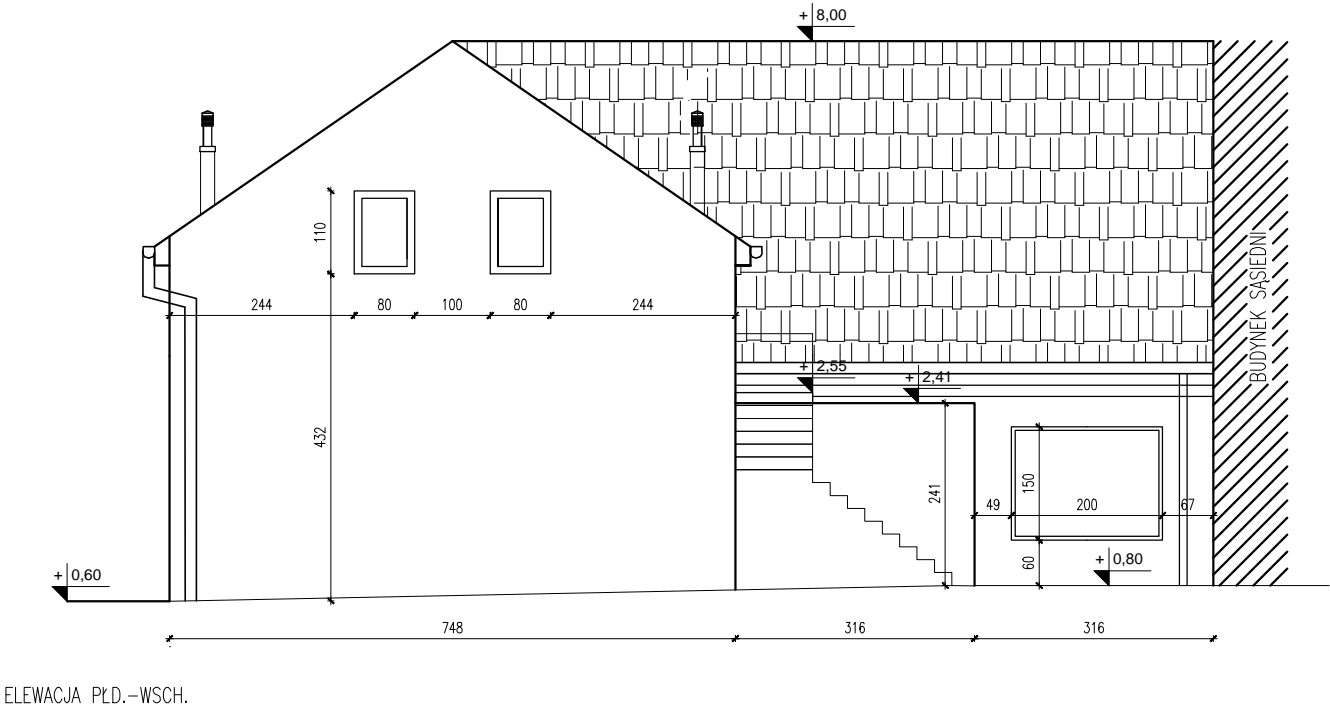 + 8,00
110
244 80 100 80 244
BUDYNEK SĄSIEDNI
+ 2,55
+ 2,41
432
241
150
49 200 67
60
+ 0,80
+ 0,60
748 316 316
ELEWACJA PŁD.-WSCH.